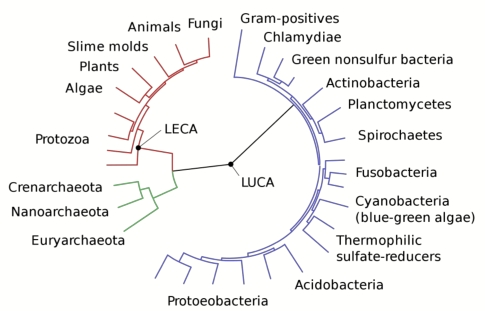 Gram-positives
Chlamydiae
Green nonsulfur bacteria
Actinobacteria
Planctomycetes
Spirochaetes
Fusobacteria
Cyanobacteria
(blue-green algae)
Thermophilic
sulfate-reducers
Acidobacteria
Protoeobacteria
Euryarchaeota
Nanoarchaeota
Crenarchaeota
Protozoa
Algae
Plants
Slime molds
Animals
Fungi
LECA
LUCA